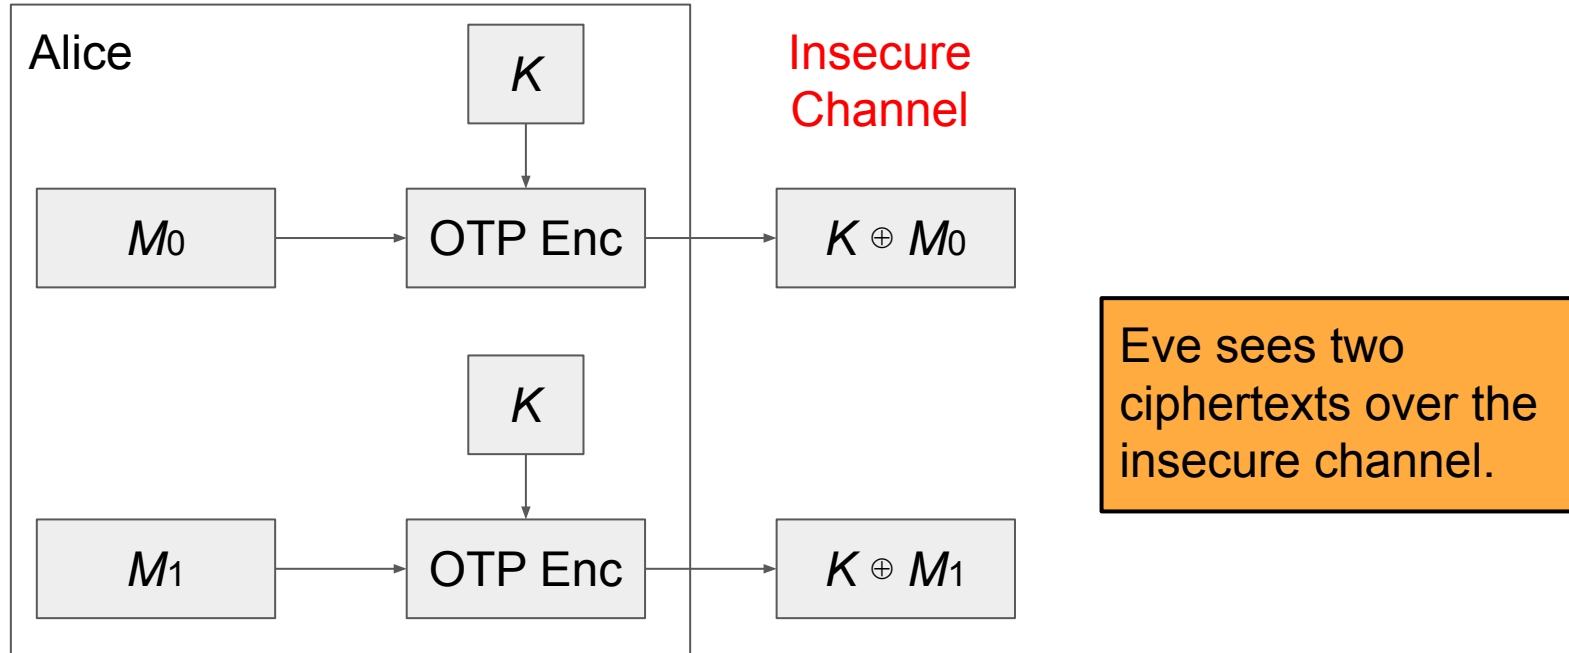 Alice
K
Insecure
Channel
M0
OTP Enc
K ⊕ M0
Eve sees two
ciphertexts over the
insecure channel.
K
M1
OTP Enc
K ⊕ M1